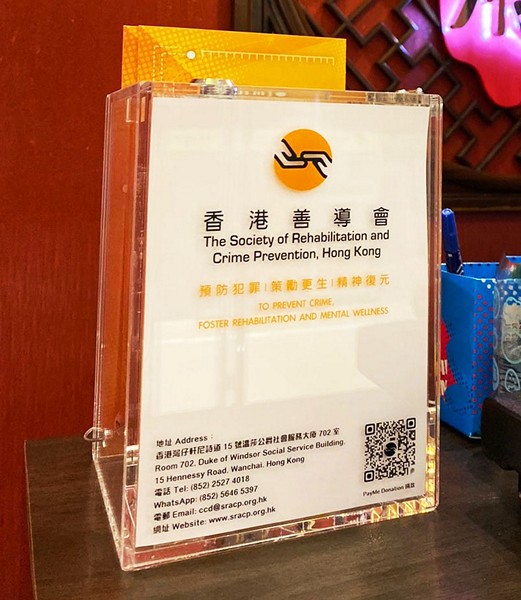 香港善導會
The Society of Rehabilitation and
Crime Prevention, Hong Kong
預防犯罪|策勵更生|精神復元
TO PREVENT CRIME,
FOSTER REHABILITATION AND MENTAL WELLNESS
地址 Address :
香港灣仔軒尼詩道 15 號溫莎公爵社會服務大廈 702 室
Room 702, Duke of Windsor Social Service Building,
15 Hennessy Road, Wanchai, Hong Kong
電話 Tel: (852) 2527 4018
WhatsApp: (852) 5646 5397
電郵 Email: ccd@sracp.org.hk
網址 Website: www.sracp.org.hk
PayMe Donation 捐款